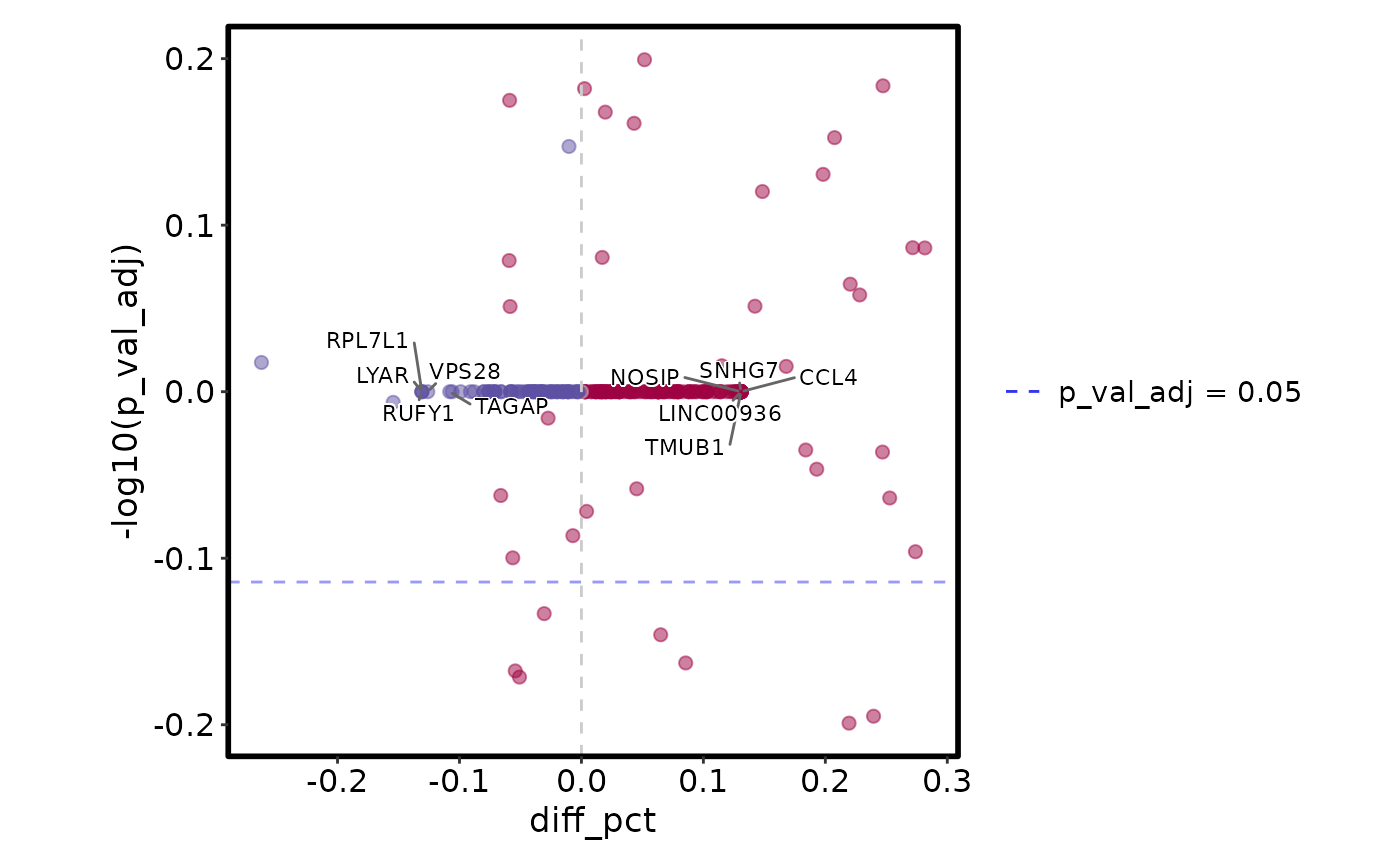 -log10(p_val_adj)
0.2
0.1
0.0
-0.1
-0.2
RPL7L1
LYAR
VPS28
RUFY1
TAGAP
NOSIP
SNHG7
CCL4
LINC00936
TMUB1
-0.2
-0.1
0.0
0.1
0.2
0.3
diff_pct
p_val_adj = 0.05